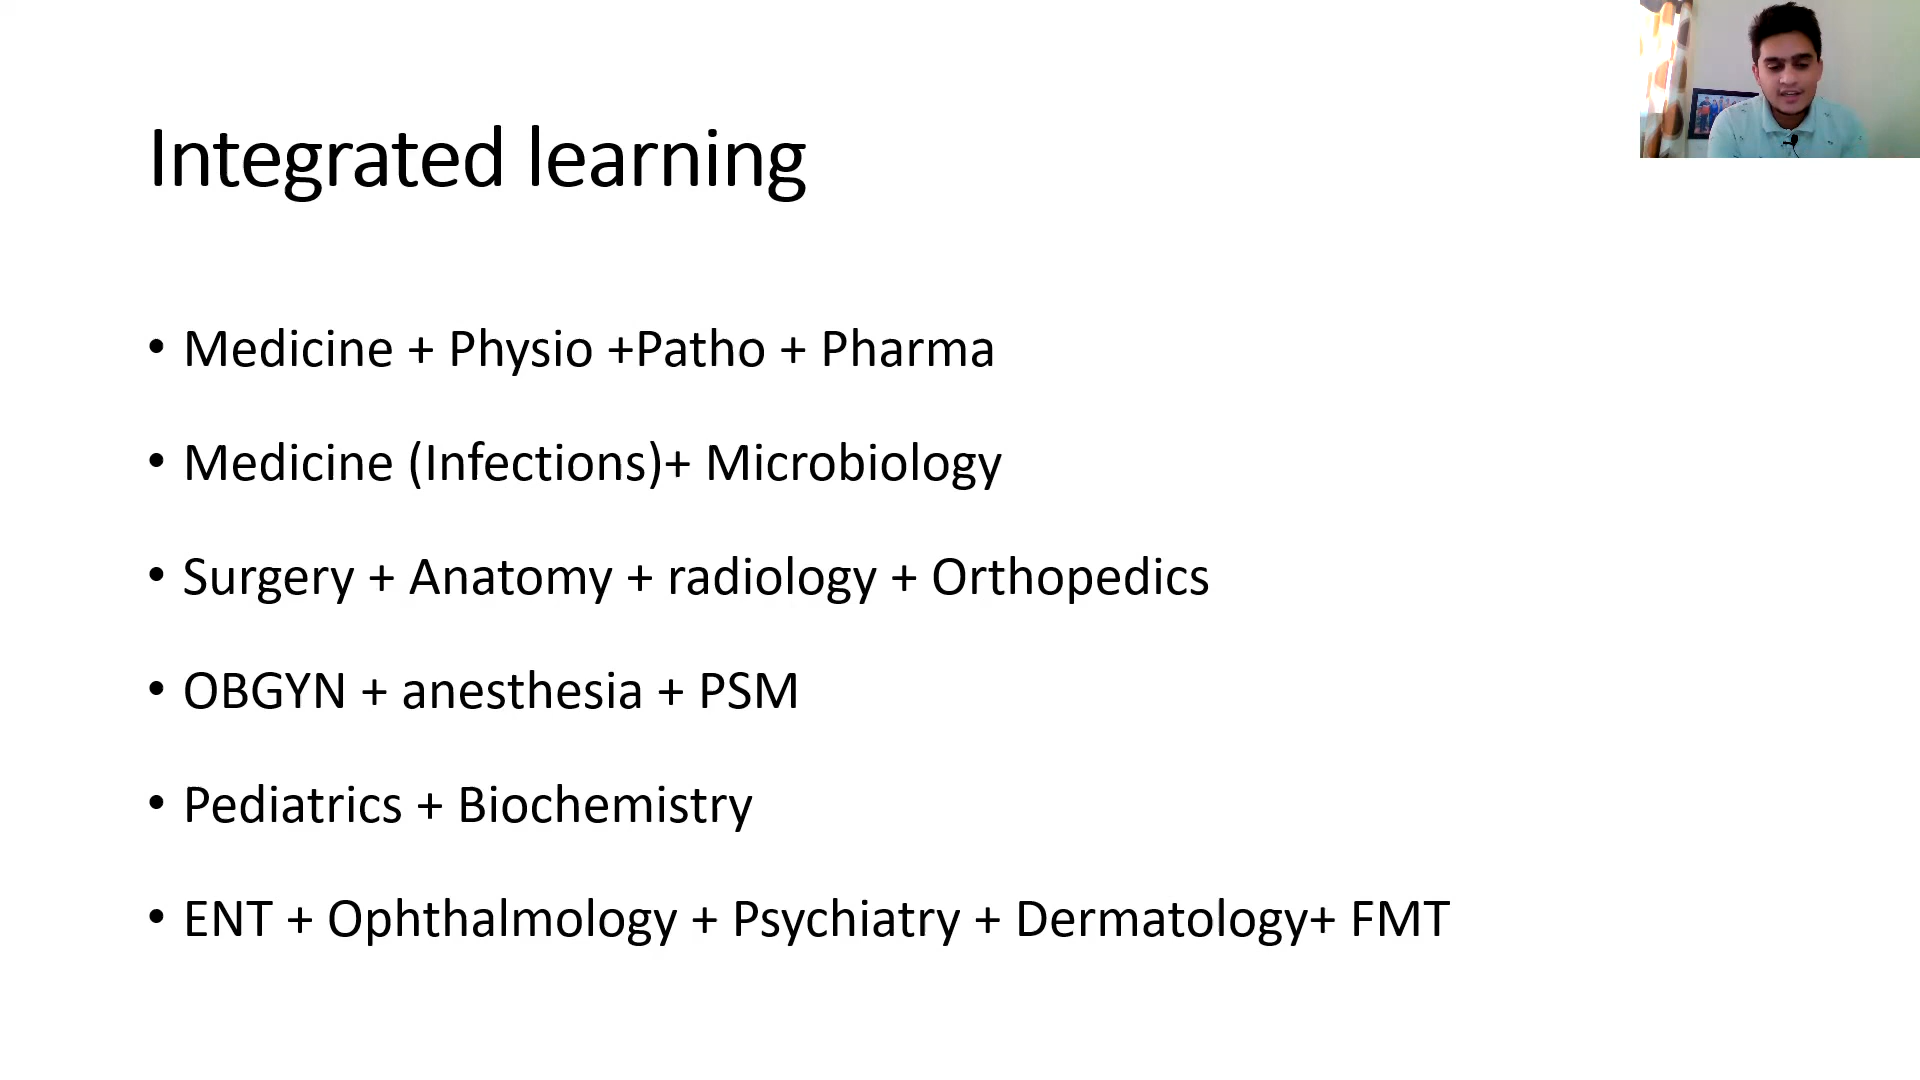 Integrated learning
• Medicine + Physio +Patho + Pharma
• Medicine (Infections)+ Microbiology
• Surgery + Anatomy + radiology + Orthopedics
• OBGYN + anesthesia + PSM
• Pediatrics + Biochemistry
• ENT + Ophthalmology + Psychiatry + Dermatology+ FMT